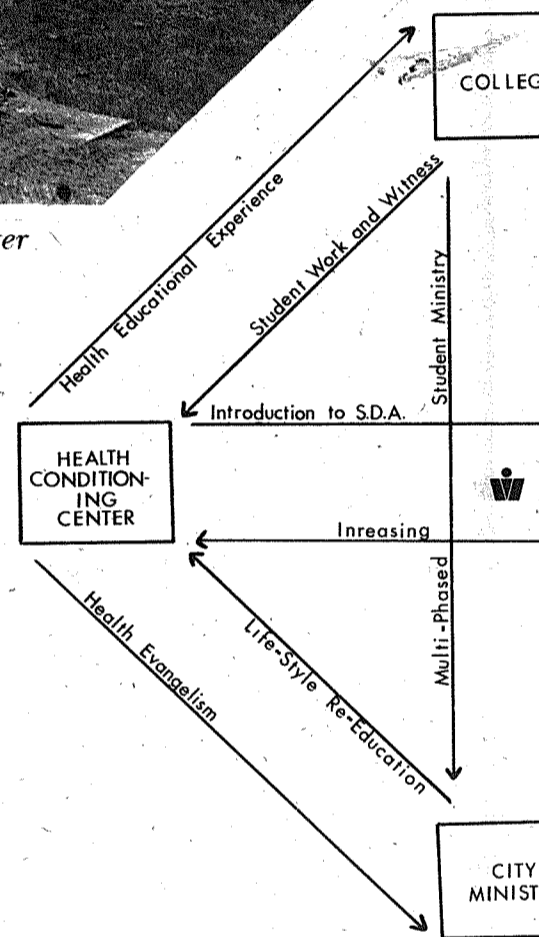 COLLEG
er
Health Educational Experience
Student Work and Witness
Student Ministry
Introduction to S.D.A.
HEALTH
CONDITION-
ING
CENTER
Inreasing
Multi-Phased
Health Evangelism
Life-Style Re-Education
CITY
MINIST